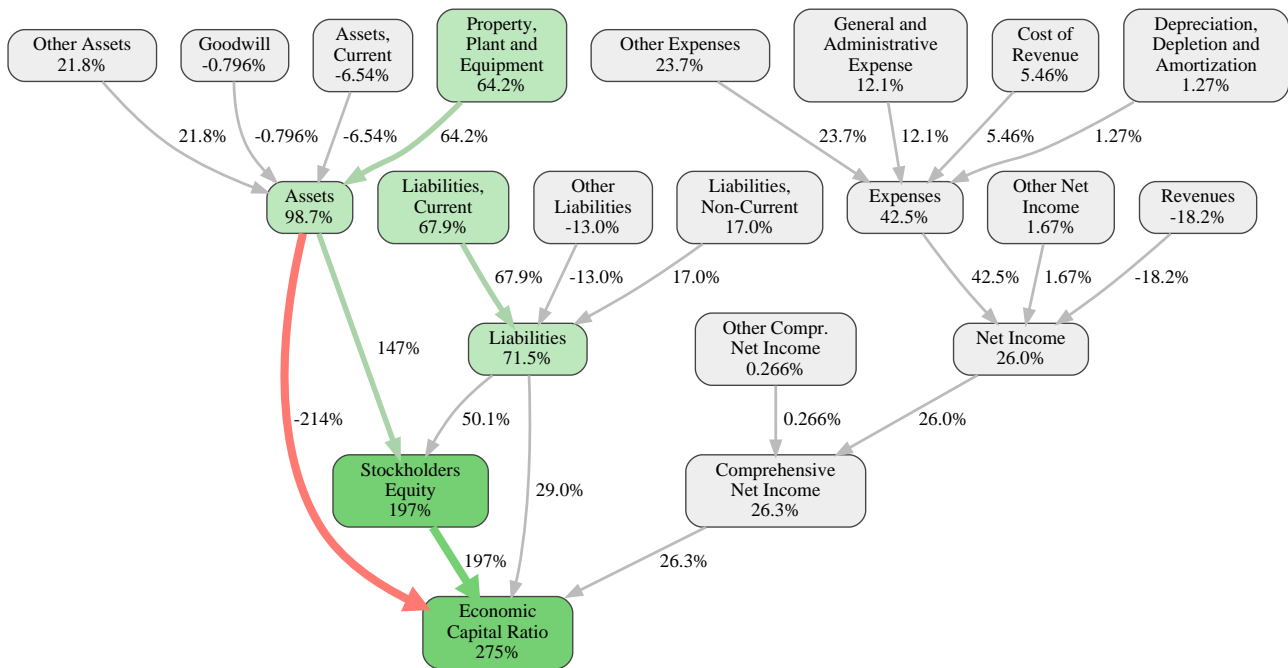 Other Assets
21.8%
Goodwill
-0.796%
Assets,
Current
-6.54%
Property,
Plant and
Equipment
64.2%
Other Expenses
23.7%
General and
Administrative
Expense
12.1%
Cost of
Revenue
5.46%
Depreciation,
Depletion and
Amortization
1.27%
21.8%
-0.796%
-6.54%
64.2%
23.7%
12.1%
5.46%
1.27%
Assets
98.7%
Liabilities,
Current
67.9%
Other
Liabilities
-13.0%
Liabilities,
Non-Current
17.0%
Expenses
42.5%
Other Net
Income
1.67%
Revenues
-18.2%
67.9%
-13.0%
17.0%
42.5%
1.67%
-18.2%
147%
Liabilities
71.5%
Other Compr.
Net Income
0.266%
Net Income
26.0%
-214%
50.1%
0.266%
26.0%
Stockholders
Equity
197%
29.0%
Comprehensive
Net Income
26.3%
197%
26.3%
Economic
Capital Ratio
275%